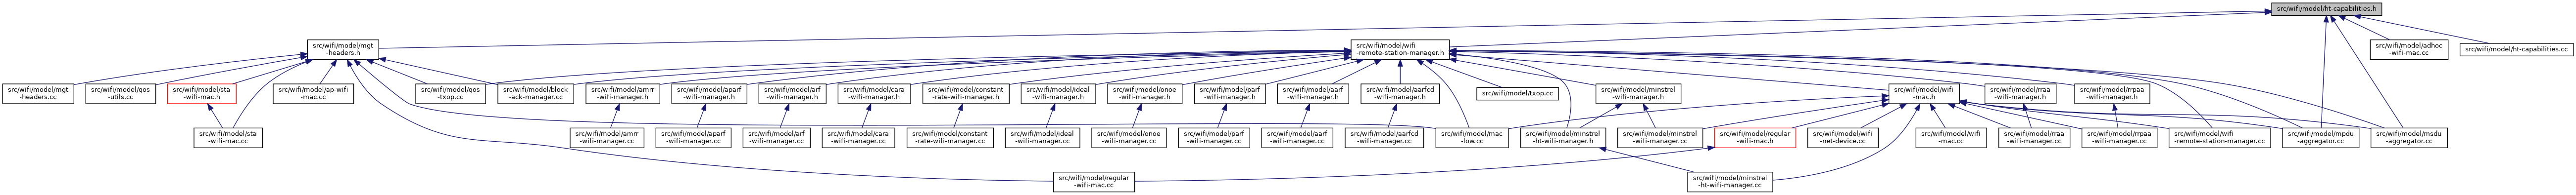 src/wifi/model/ht-capabilities.h
src/wifi/model/mgt
-headers.h
src/wifi/model/wifi
-remote-station-manager.h
src/wifi/model/adhoc
-wifi-mac.cc
src/wifi/model/ht-capabilities.cc
src/wifi/model/mgt
-headers.cc
src/wifi/model/qos
-utils.cc
src/wifi/model/sta
-wifi-mac.h
src/wifi/model/ap-wifi
-mac.cc
src/wifi/model/qos
-txop.cc
src/wifi/model/block
-ack-manager.cc
src/wifi/model/amrr
-wifi-manager.h
src/wifi/model/aparf
-wifi-manager.h
src/wifi/model/arf
-wifi-manager.h
src/wifi/model/cara
-wifi-manager.h
src/wifi/model/constant
-rate-wifi-manager.h
src/wifi/model/ideal
-wifi-manager.h
src/wifi/model/onoe
-wifi-manager.h
src/wifi/model/parf
-wifi-manager.h
src/wifi/model/aarf
-wifi-manager.h
src/wifi/model/aarfcd
-wifi-manager.h
src/wifi/model/txop.cc
src/wifi/model/minstrel
-wifi-manager.h
src/wifi/model/wifi
-mac.h
src/wifi/model/rraa
-wifi-manager.h
src/wifi/model/rrpaa
-wifi-manager.h
src/wifi/model/sta
-wifi-mac.cc
src/wifi/model/amrr
-wifi-manager.cc
src/wifi/model/aparf
-wifi-manager.cc
src/wifi/model/arf
-wifi-manager.cc
src/wifi/model/cara
-wifi-manager.cc
src/wifi/model/constant
-rate-wifi-manager.cc
src/wifi/model/ideal
-wifi-manager.cc
src/wifi/model/onoe
-wifi-manager.cc
src/wifi/model/parf
-wifi-manager.cc
src/wifi/model/aarf
-wifi-manager.cc
src/wifi/model/aarfcd
-wifi-manager.cc
src/wifi/model/mac
-low.cc
src/wifi/model/minstrel
-ht-wifi-manager.h
src/wifi/model/minstrel
-wifi-manager.cc
src/wifi/model/regular
-wifi-mac.h
src/wifi/model/wifi
-net-device.cc
src/wifi/model/wifi
-mac.cc
src/wifi/model/rraa
-wifi-manager.cc
src/wifi/model/rrpaa
-wifi-manager.cc
src/wifi/model/wifi
-remote-station-manager.cc
src/wifi/model/mpdu
-aggregator.cc
src/wifi/model/msdu
-aggregator.cc
src/wifi/model/regular
-wifi-mac.cc
src/wifi/model/minstrel
-ht-wifi-manager.cc